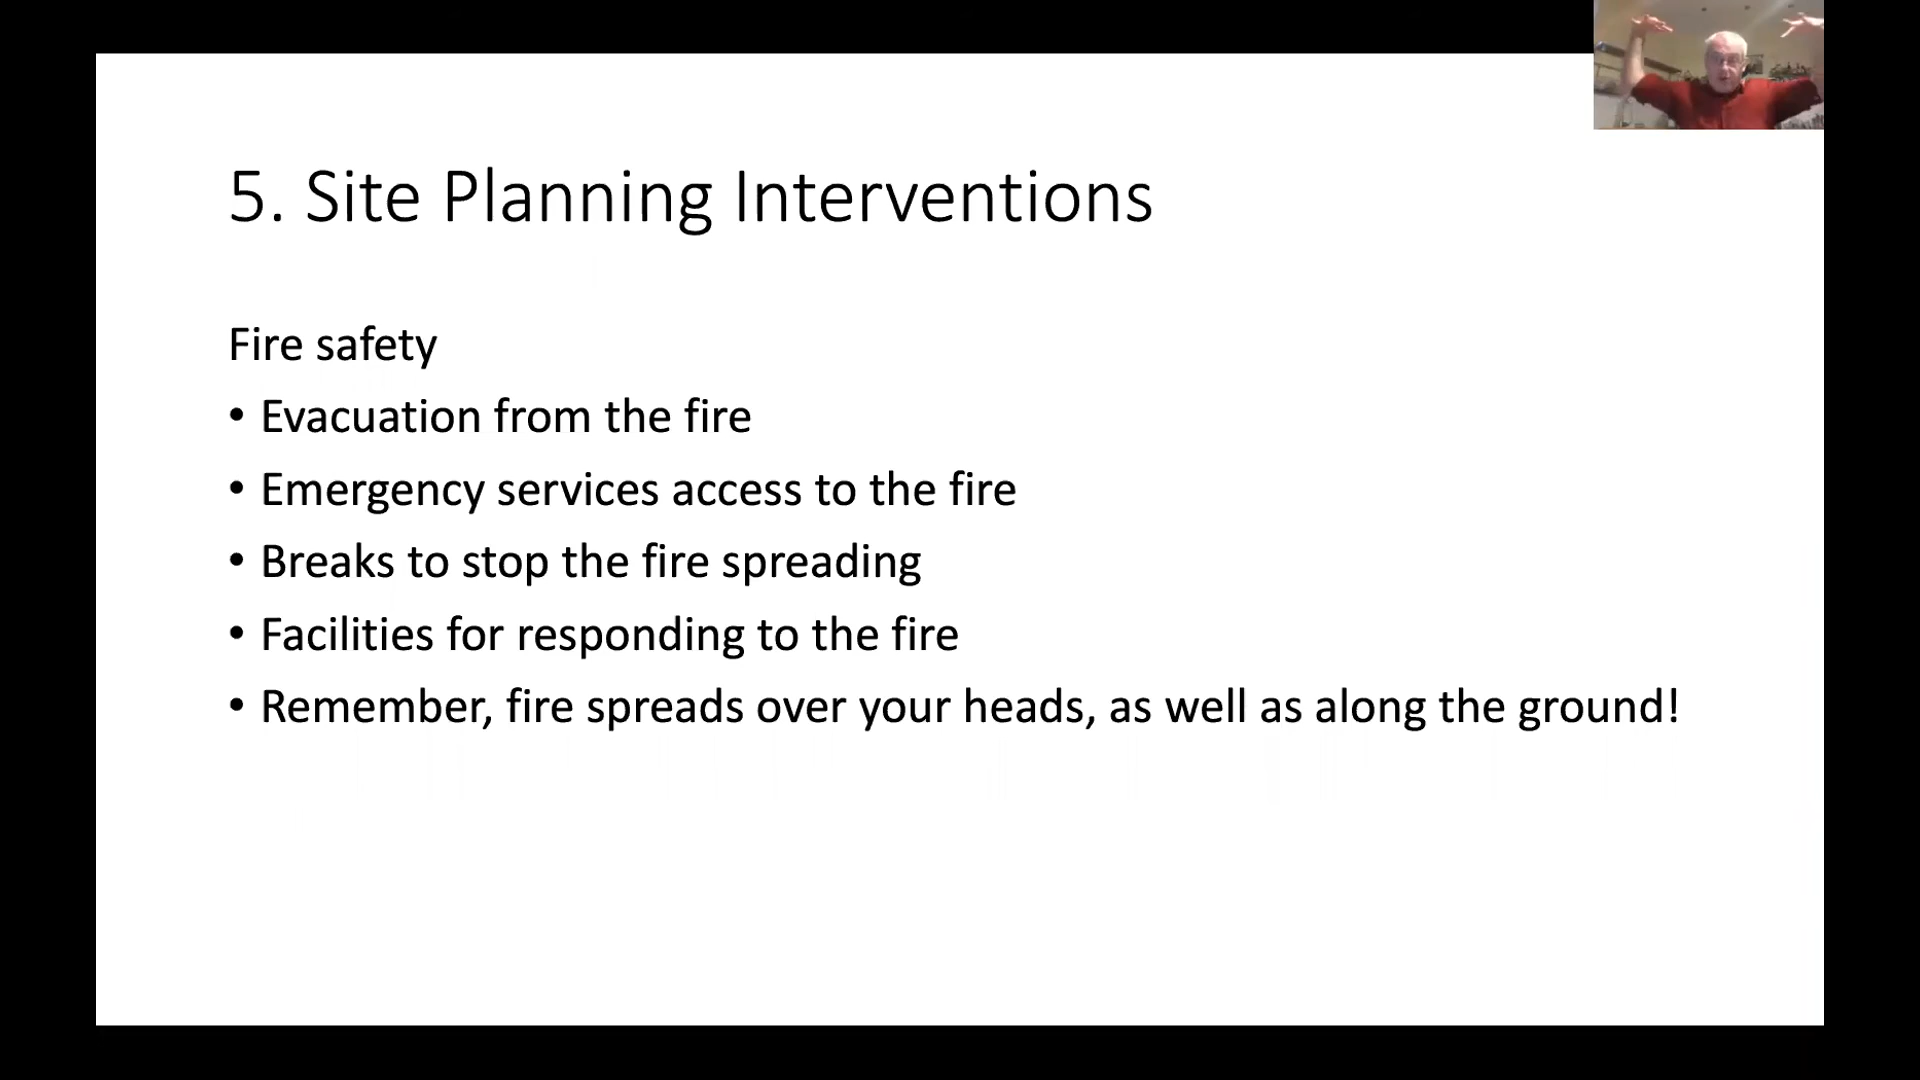 5. Site Planning Interventions
Fire safety
• Evacuation from the fire
• Emergency services access to the fire
• Breaks to stop the fire spreading
• Facilities for responding to the fire
• Remember, fire spreads over your heads, as well as along the ground!